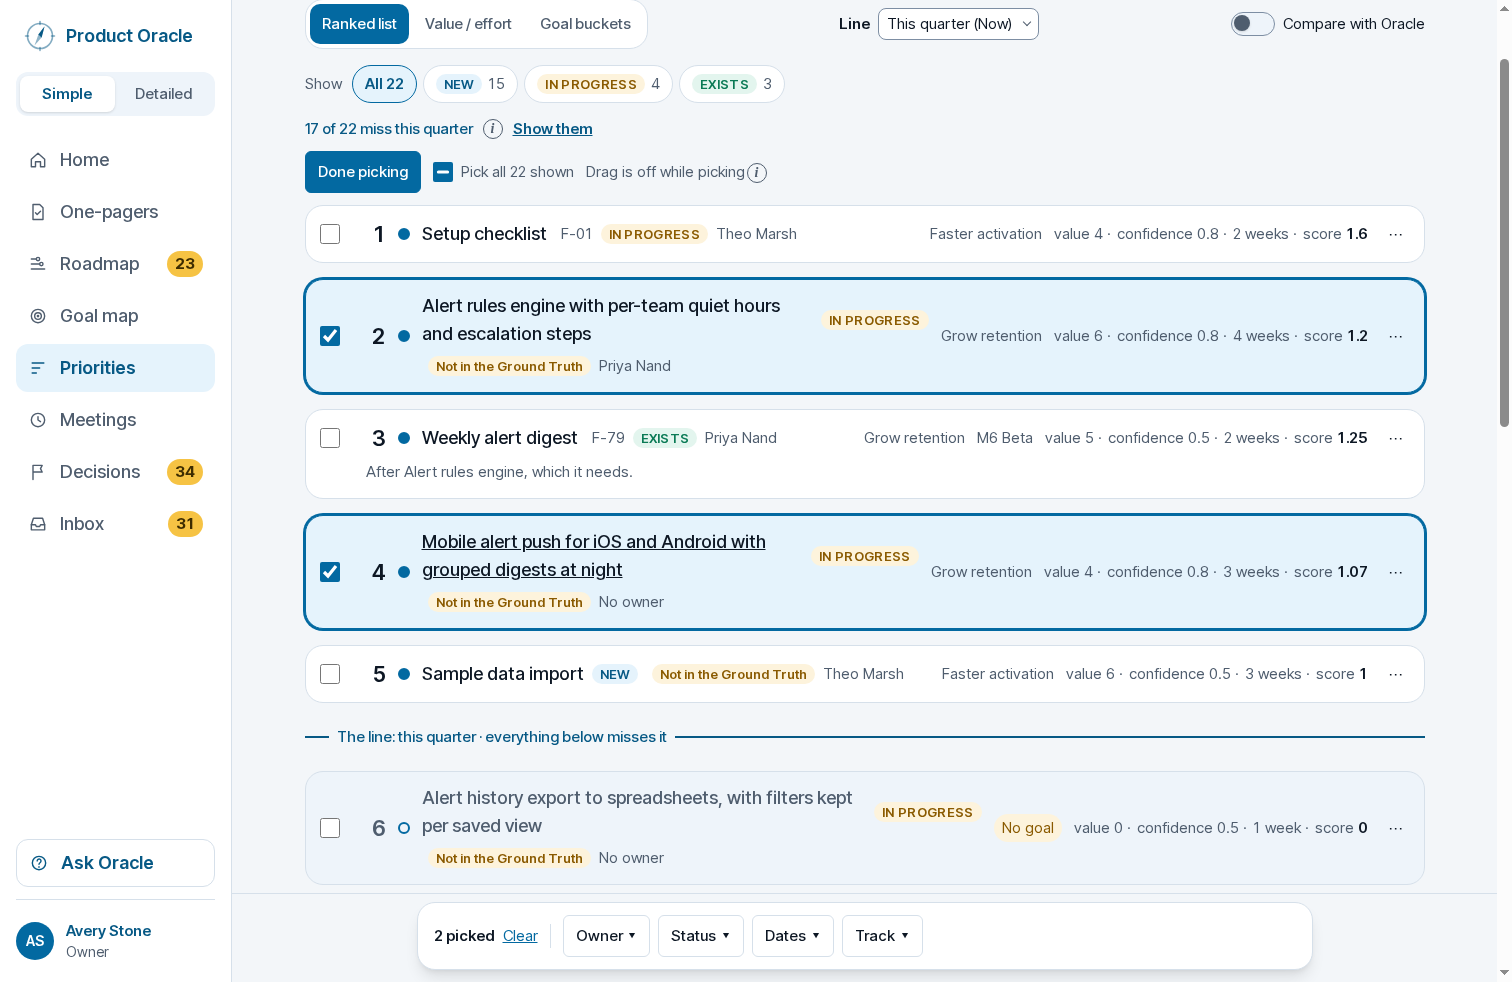 Product Oracle
Simple
Detailed
Home
One-pagers
Roadmap 23
Goal map
Priorities
Meetings
Decisions 34
Inbox 31
Ask Oracle
AS
Avery Stone
Owner
Ranked list
Value / effort
Goal buckets
Line This quarter (Now)
Compare with Oracle
Show All 22 NEW 15 IN PROGRESS 4 EXISTS 3
17 of 22 miss this quarter i Show them
Done picking Pick all 22 shown Drag is off while picking i
1 Setup checklist F-01 IN PROGRESS Theo Marsh Faster activation value 4 · confidence 0.8 · 2 weeks · score 1.6 ···
Alert rules engine with per-team quiet hours
and escalation steps
IN PROGRESS
2 Grow retention value 6 · confidence 0.8 · 4 weeks · score 1.2 ···
Not in the Ground Truth Priya Nand
3 Weekly alert digest F-79 EXISTS Priya Nand Grow retention M6 Beta value 5 · confidence 0.5 · 2 weeks · score 1.25 ···
After Alert rules engine, which it needs.
Mobile alert push for iOS and Android with
grouped digests at night
IN PROGRESS
4 Grow retention value 4 · confidence 0.8 · 3 weeks · score 1.07 ···
Not in the Ground Truth No owner
5 Sample data import NEW Not in the Ground Truth Theo Marsh Faster activation value 6 · confidence 0.5 · 3 weeks · score 1 ···
The line: this quarter · everything below misses it
Alert history export to spreadsheets, with filters kept
per saved view
IN PROGRESS
6 No goal value 0 · confidence 0.5 · 1 week · score 0 ···
Not in the Ground Truth No owner
2 picked Clear Owner ▾ Status ▾ Dates ▾ Track ▾